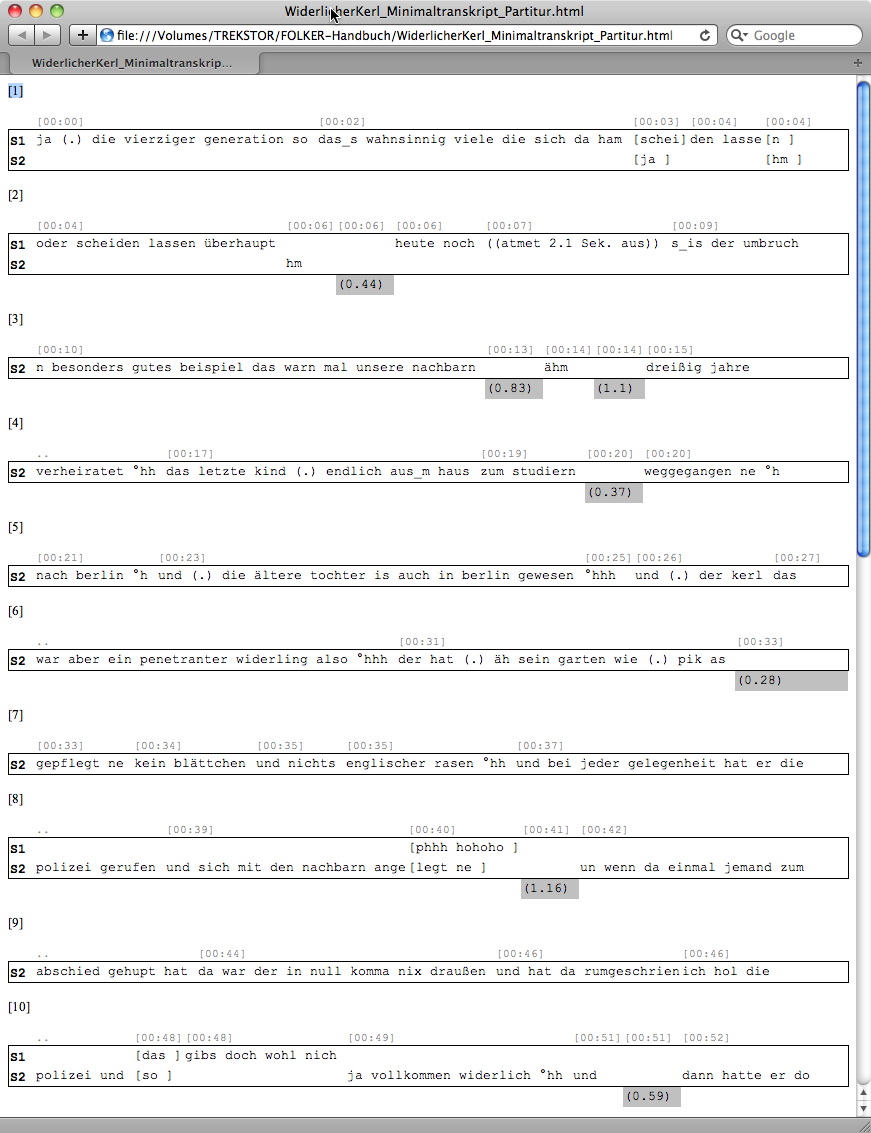 WiderlicherKerl_Minimaltranskript_Partitur.html
file:///Volumes/TREKSTOR/FOLKER-Handbuch/WiderlicherKerl_Minimaltranskript_Partitur.html
Google
WiderlicherKerl_Minimaltranskrip...
[1]
[00:00] [00:02] [00:03] [00:04] [00:04]
S1 ja (.) die vierziger generation so das_s wahnsinnig viele die sich da ham [schei]den lasse[n ]
S2 [ja ] [hm ]
[2]
[00:04] [00:06] [00:06] [00:06] [00:07] [00:09]
S1 oder scheiden lassen überhaupt heute noch ((atmet 2.1 Sek. aus)) s_is der umbruch
S2 hm
(0.44)
[3]
[00:10] [00:13] [00:14] [00:14] [00:15]
S2 n besonders gutes beispiel das warn mal unsere nachbarn ähm dreißig jahre
(0.83) (1.1)
[4]
.. [00:17] [00:19] [00:20] [00:20]
S2 verheiratet °hh das letzte kind (.) endlich aus_m haus zum studiern weggegangen ne °h
(0.37)
[5]
[00:21] [00:23] [00:25] [00:26] [00:27]
S2 nach berlin °h und (.) die ältere tochter is auch in berlin gewesen °hhh und (.) der kerl das
[6]
.. [00:31] [00:33]
S2 war aber ein penetranter widerling also °hhh der hat (.) äh sein garten wie (.) pik as
(0.28)
[7]
[00:33] [00:34] [00:35] [00:35] [00:37]
S2 gepflegt ne kein blättchen und nichts englischer rasen °hh und bei jeder gelegenheit hat er die
[8]
.. [00:39] [00:40] [00:41] [00:42]
S1 [phhh hohoho ]
S2 polizei gerufen und sich mit den nachbarn ange[legt ne ] un wenn da einmal jemand zum
(1.16)
[9]
.. [00:44] [00:46] [00:46]
S2 abschied gehupt hat da war der in null komma nix draußen und hat da rumgeschrien ich hol die
[10]
.. [00:48] [00:48] [00:49] [00:51] [00:51] [00:52]
S1 [das ] gibs doch wohl nich
S2 polizei und [so ] ja vollkommen widerlich °hh und dann hatte er do
(0.59)